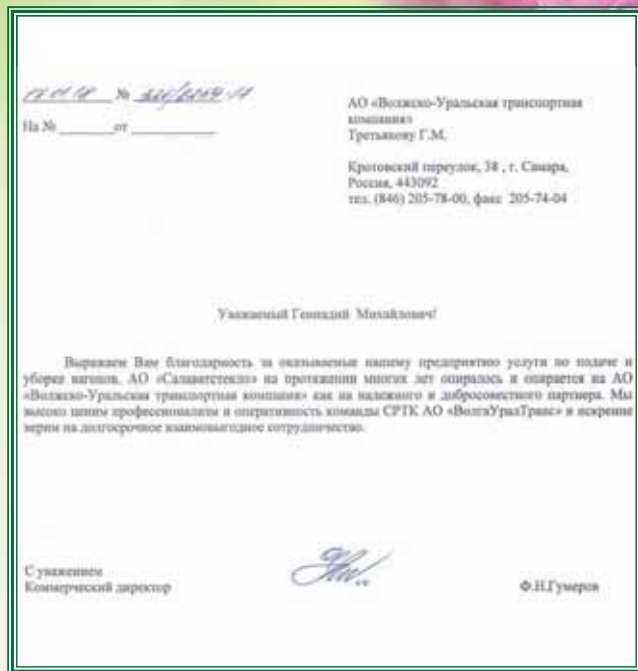 №
На № от
АО «Волжско-Уральская транспортная
компания»
Третьякову Г.М.
Кротовский переулок, 38 , г. Самара,
Россия, 443092
тел. (846) 205-78-00, факс 205-74-04
Уважаемый Геннадий Михайлович!
Выражаем Вам благодарность за оказываемые нашему предприятию услуги по подаче и
уборке вагонов. АО «Салаватстекло» на протяжении многих лет опиралось и опирается на АО
«Волжско-Уральская транспортная компания» как на надежного и добросовестного партнера. Мы
высоко ценим профессионализм и оперативность команды СРТК АО «ВолгаУралТранс» и искренне
верим на долгосрочное взаимовыгодное сотрудничество.
С уважением
Коммерческий директор Ф.Н.Гумеров